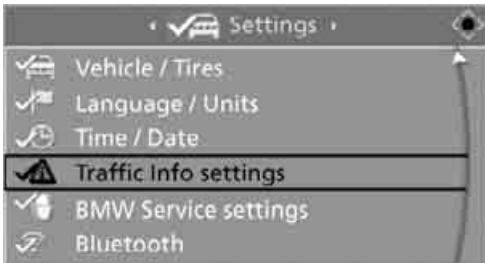 Settings
Vehicle / Tires
Language / Units
Time / Date
Traffic Info settings
BMW Service settings
Bluetooth